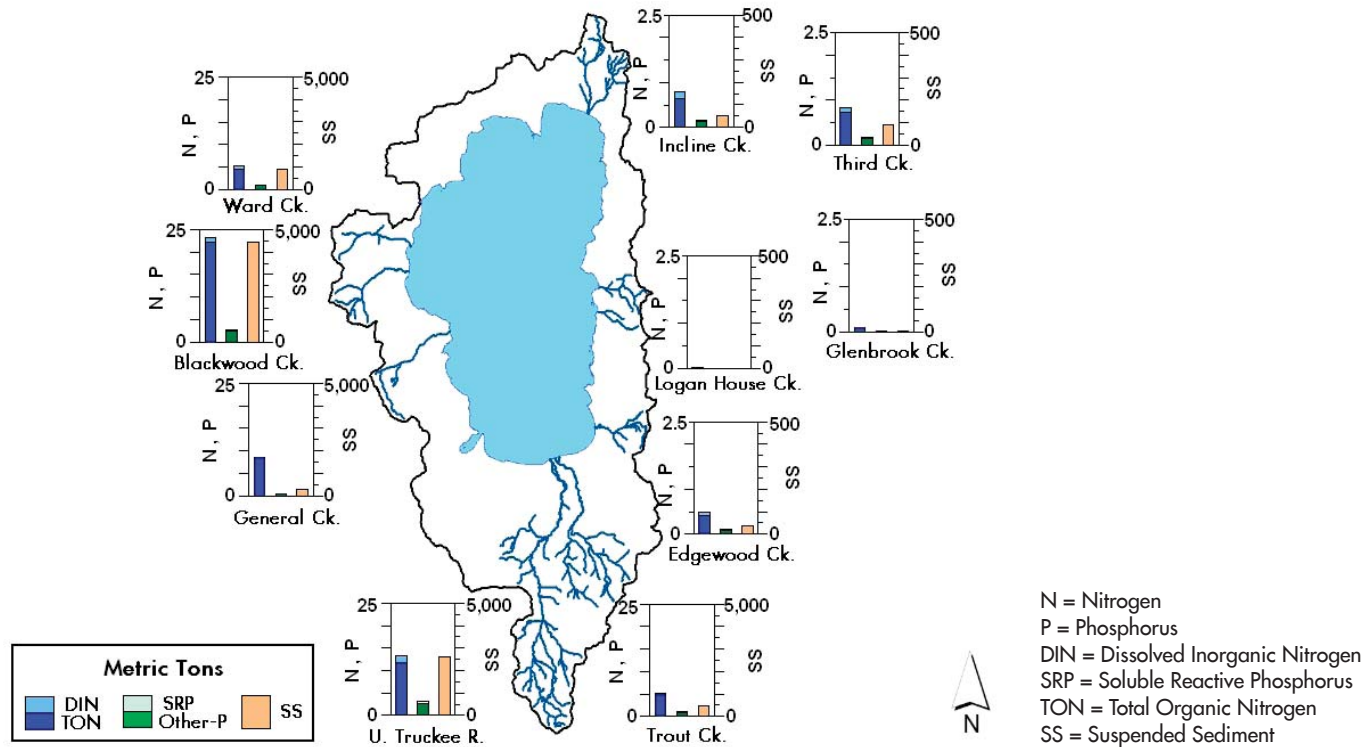 2.5 500
N, P SS
0 0
Incline Ck.
2.5 500
N, P SS
0 0
Third Ck.
25 5,000
N, P SS
0 0
Ward Ck.
25 5,000
N, P SS
0 0
Blackwood Ck.
2.5 500
N, P SS
0 0
Glenbrook Ck.
2.5 500
N, P SS
0 0
Logan House Ck.
25 5,000
N, P SS
0 0
General Ck.
2.5 500
N, P SS
0 0
Edgewood Ck.
25 5,000
N, P SS
0 0
U. Truckee R.
25 5,000
N, P SS
0 0
Trout Ck.
Metric Tons
DIN SRP SS
TON Other-P
N
N = Nitrogen
P = Phosphorus
DIN = Dissolved Inorganic Nitrogen
SRP = Soluble Reactive Phosphorus
TON = Total Organic Nitrogen
SS = Suspended Sediment